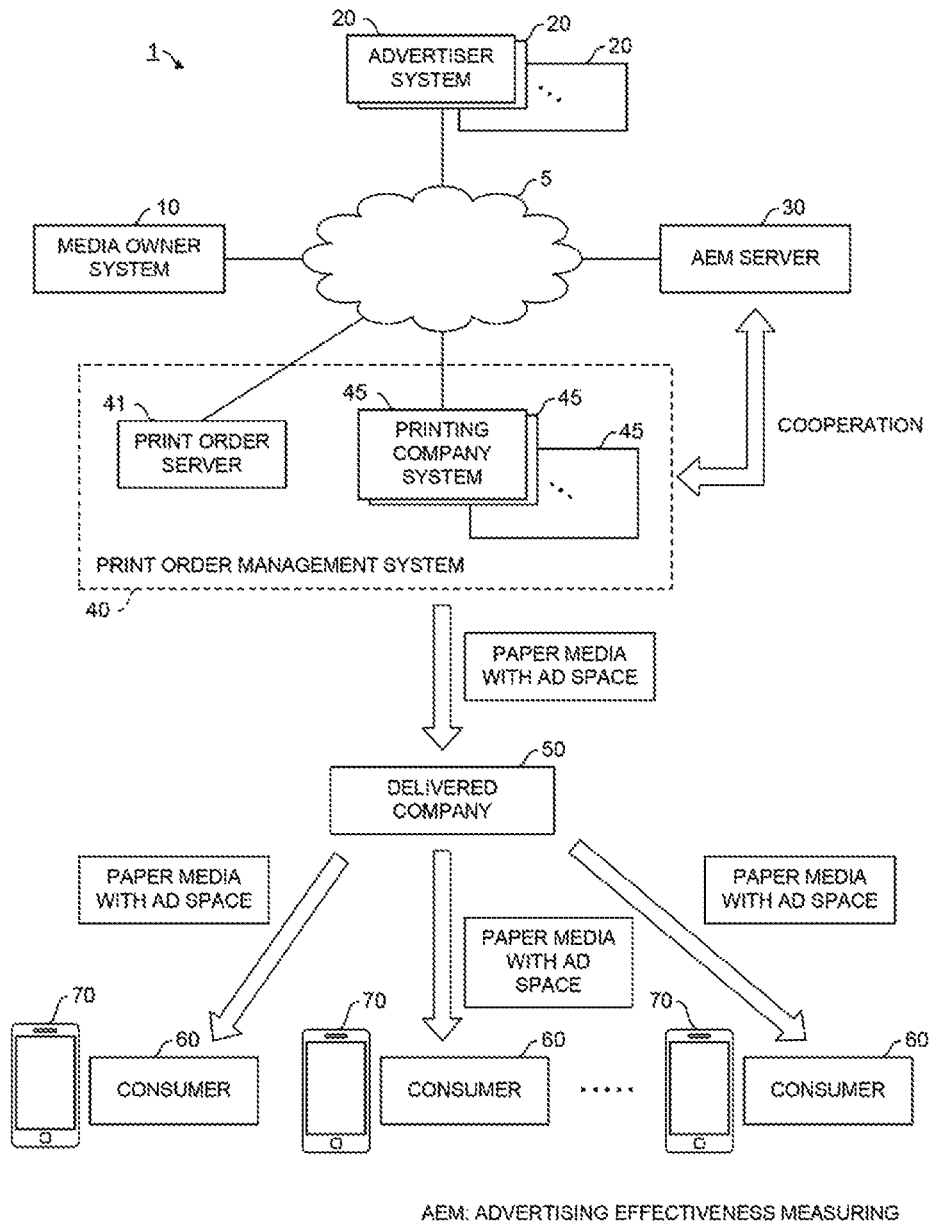 20
20
20
1
ADVERTISER
SYSTEM
5
10
30
MEDIA OWNER
SYSTEM
AEM SERVER
41
45
45
45
PRINT ORDER
SERVER
PRINTING
COMPANY
SYSTEM
COOPERATION
PRINT ORDER MANAGEMENT SYSTEM
40
PAPER MEDIA
WITH AD SPACE
50
DELIVERED
COMPANY
PAPER MEDIA
WITH AD SPACE
PAPER MEDIA
WITH AD
SPACE
PAPER MEDIA
WITH AD SPACE
70
60
70
60
70
60
CONSUMER
CONSUMER
CONSUMER
AEM: ADVERTISING EFFECTIVENESS MEASURING